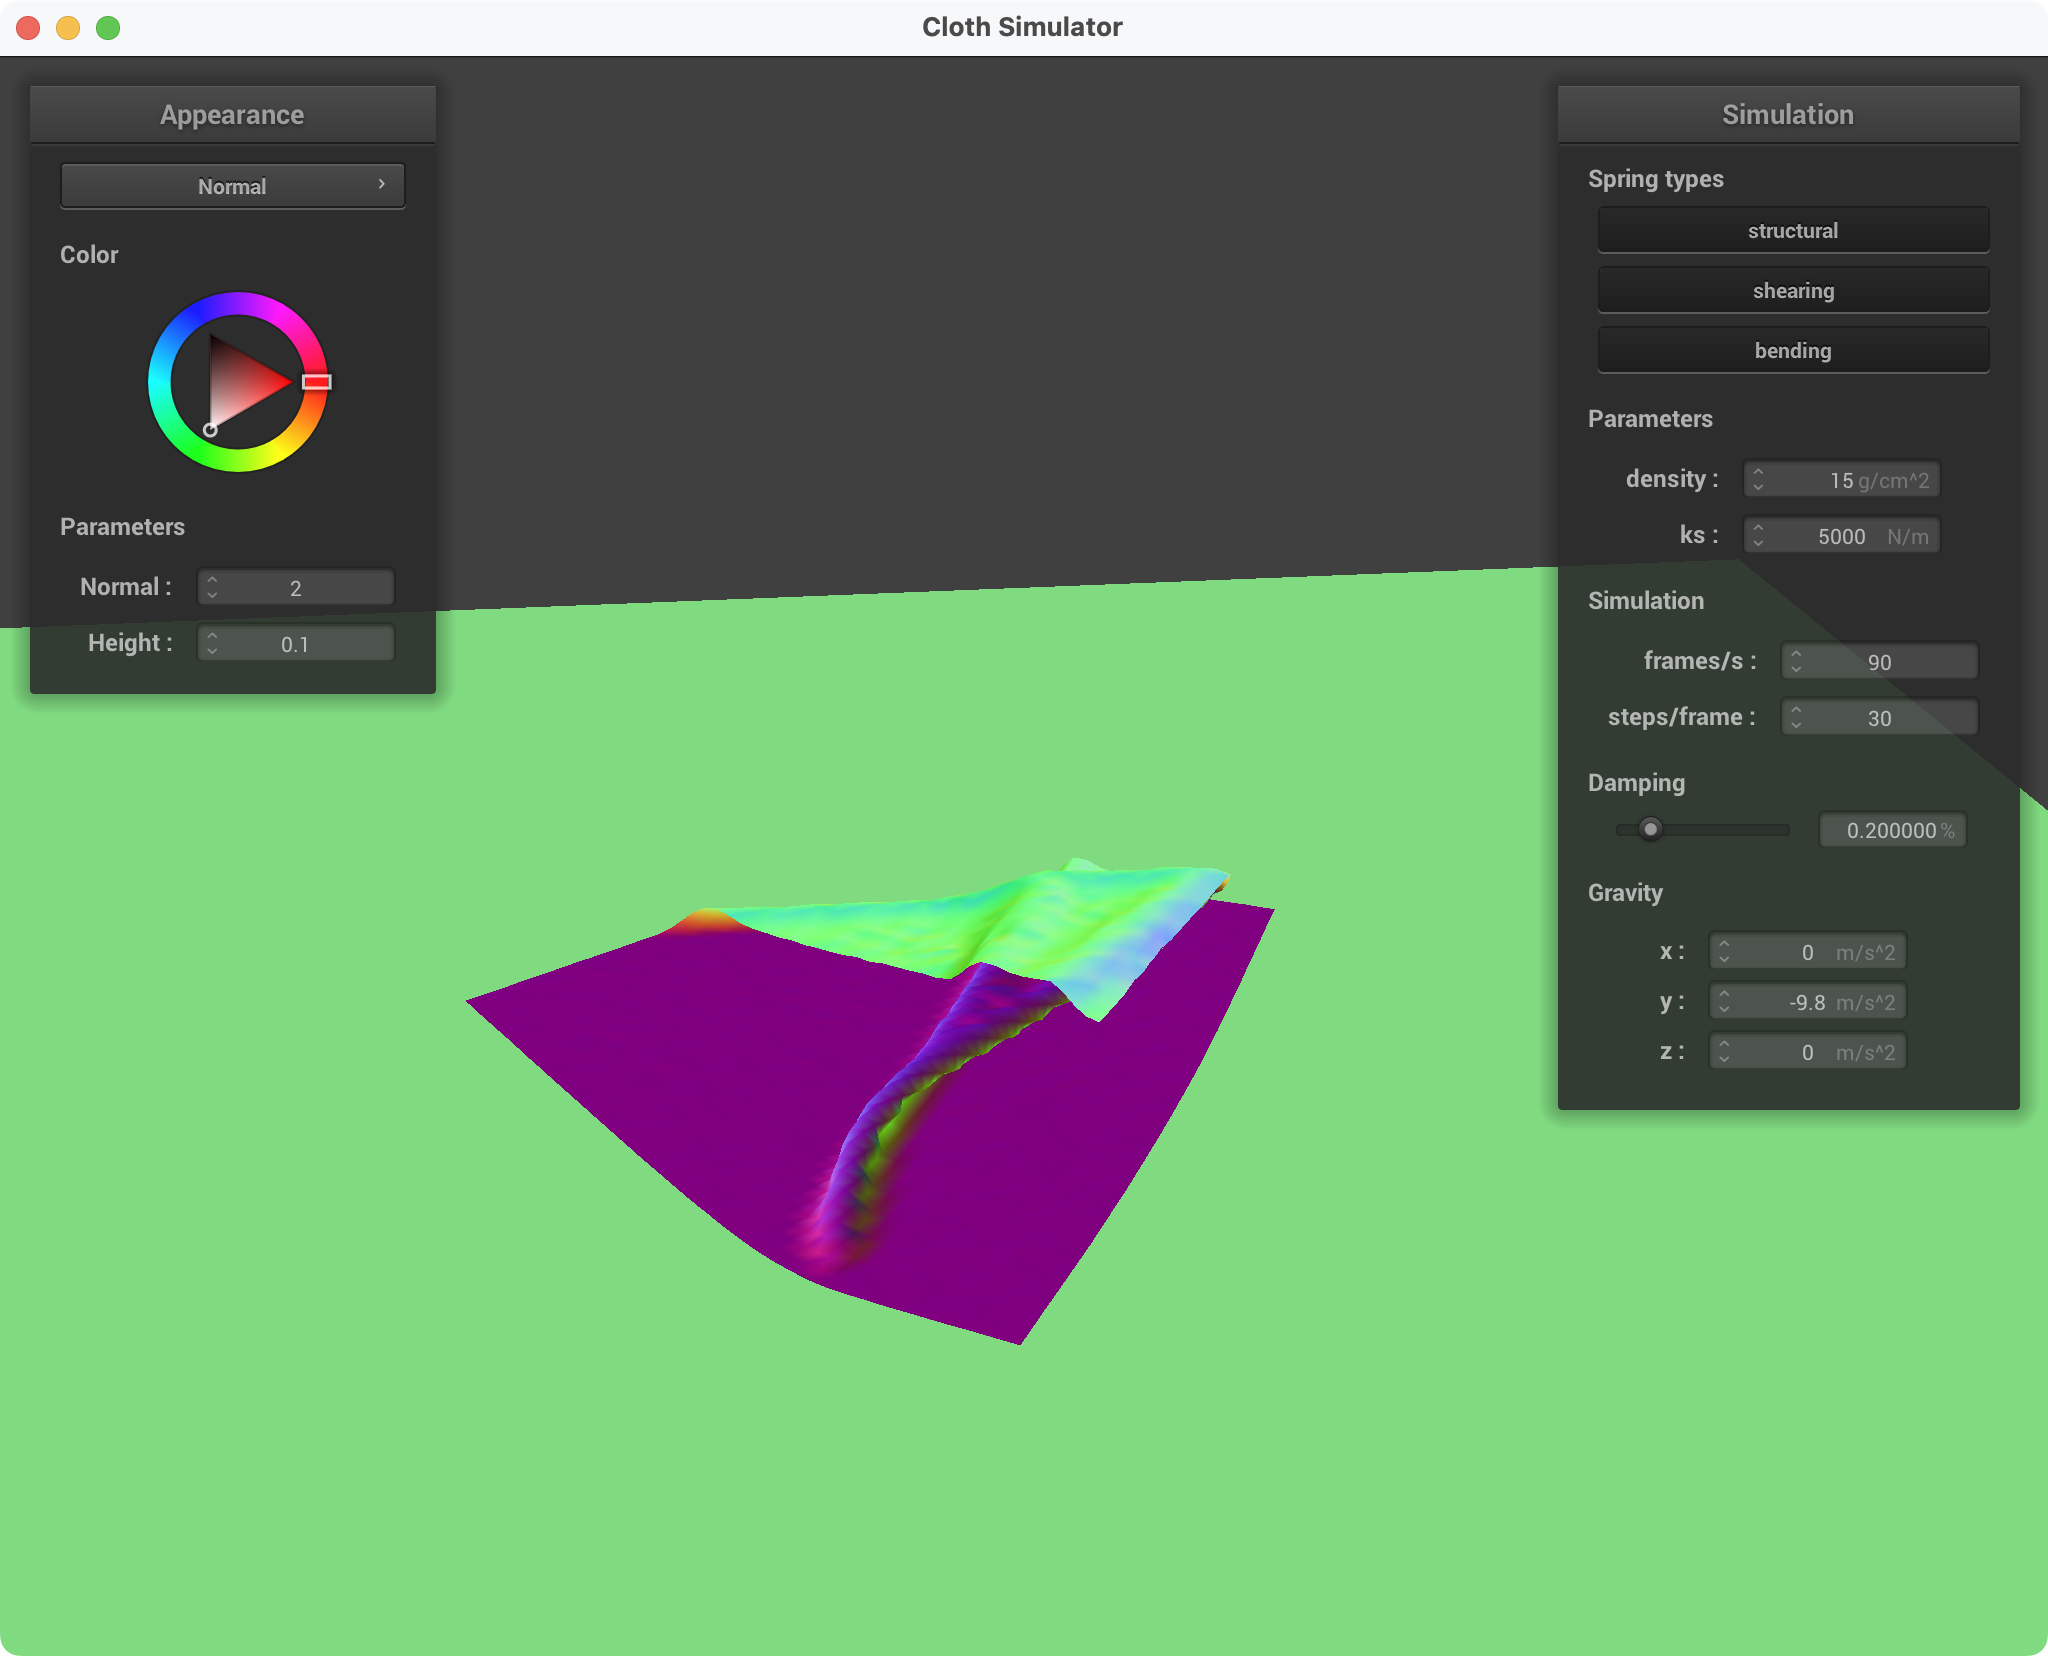 Cloth Simulator
Appearance
Normal
Color
Parameters
Normal : 2
Height : 0.1
Simulation
Spring types
structural
shearing
bending
Parameters
density : 15 g/cm^2
ks : 5000 N/m
Simulation
frames/s : 90
steps/frame : 30
Damping
0.200000 %
Gravity
x : 0 m/s^2
y : -9.8 m/s^2
z : 0 m/s^2